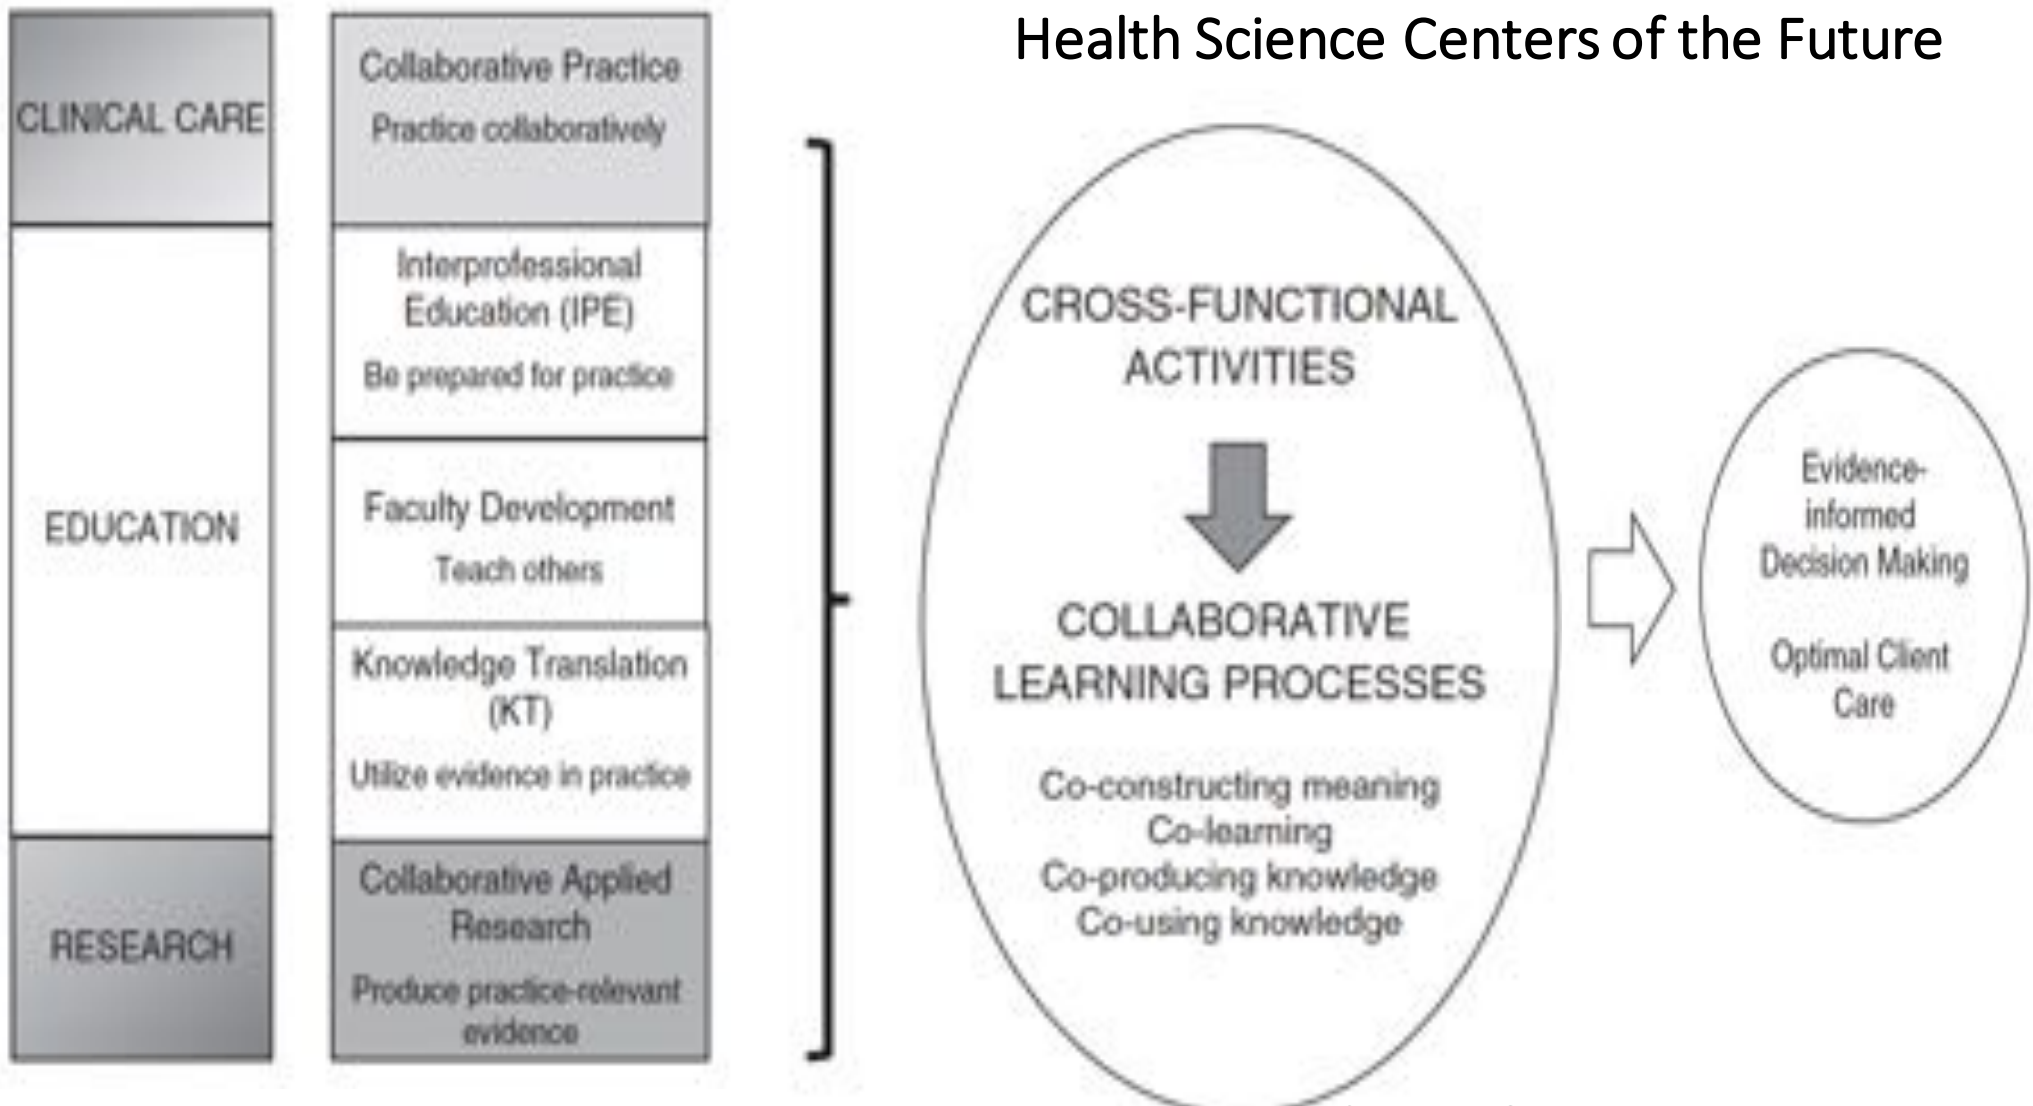 Health Science Centers of the Future
CLINICAL CARE
EDUCATION
RESEARCH
Collaborative Practice
Practice collaboratively
Interprofessional
Education (IPE)
Be prepared for practice
Faculty Development
Teach others
Knowledge Translation
(KT)
Utilize evidence in practice
Collaborative Applied
Research
Produce practice-relevant
evidence
CROSS-FUNCTIONAL
ACTIVITIES
COLLABORATIVE
LEARNING PROCESSES
Co-constructing meaning
Co-learning
Co-producing knowledge
Co-using knowledge
Evidence-
informed
Decision Making
Optimal Client
Care